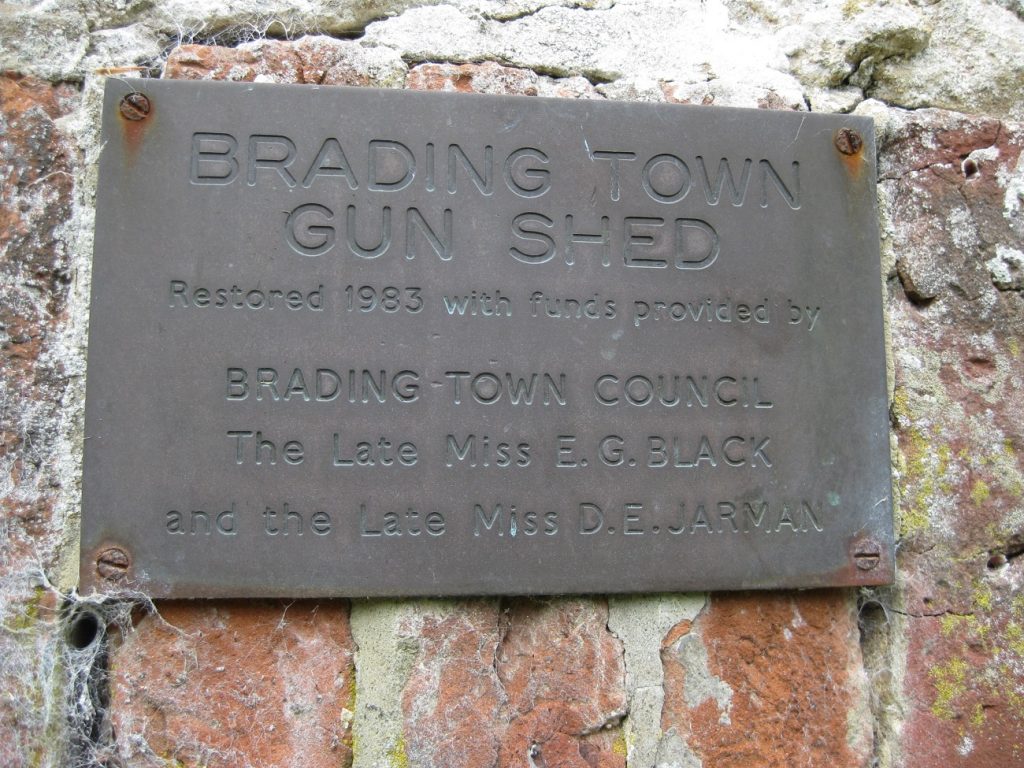 BRADING TOWN
GUN SHED
Restored 1983 with funds provided by
BRADING TOWN COUNCIL
The Late Miss E.G.BLACK
and the Late Miss D.E.JARMAN